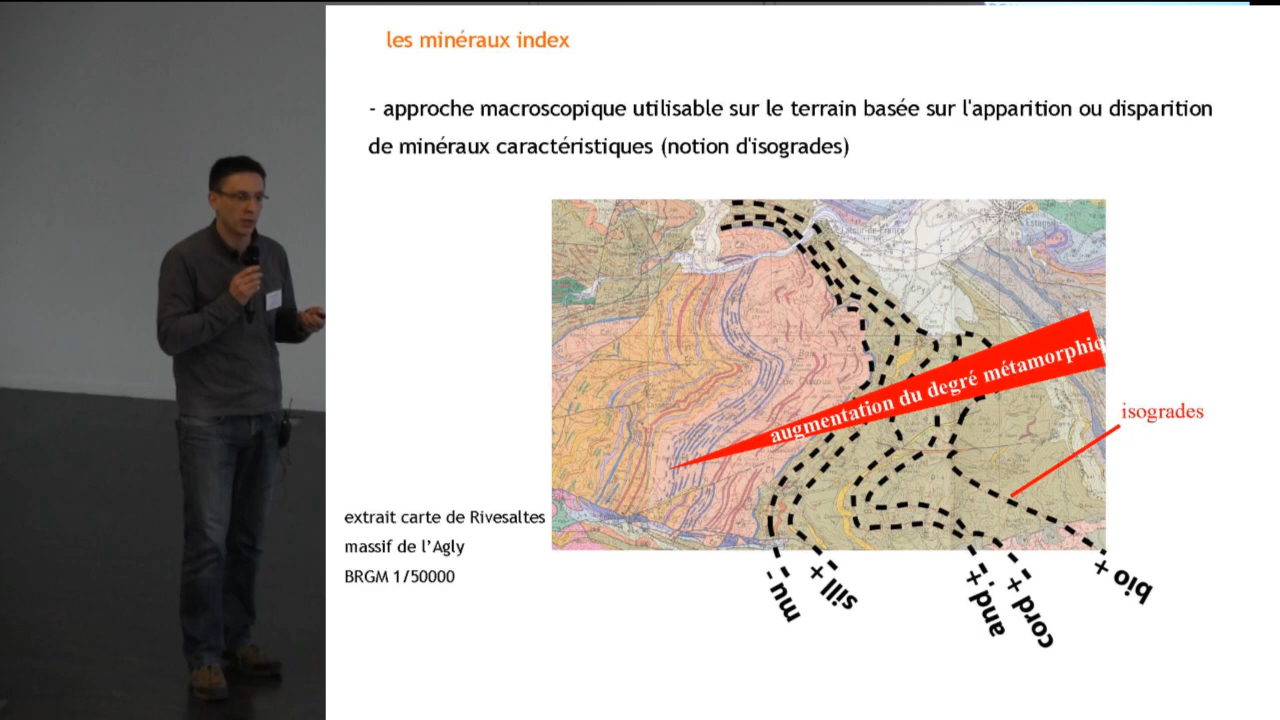 les minéraux index
- approche macroscopique utilisable sur le terrain basée sur l'apparition ou disparition
de minéraux caractéristiques (notion d'isogrades)
augmentation du degré métamorphiq
isogrades
extrait carte de Rivesaltes
massif de l'Agly
BRGM 1/50000
- mu
sill +
and +
cord +
bio +